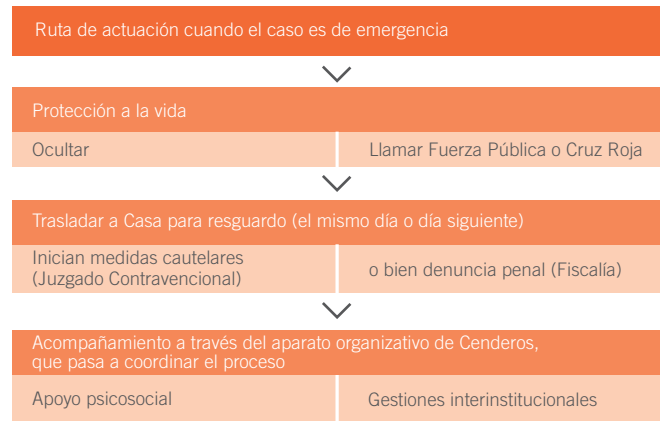 Ruta de actuación cuando el caso es de emergencia
Protección a la vida
Ocultar
Llamar Fuerza Pública o Cruz Roja
Trasladar a Casa para resguardo (el mismo día o día siguiente)
Inician medidas cautelares
(Juzgado Contravencional)
o bien denuncia penal (Fiscalía)
Acompañamiento a través del aparato organizativo de Cenderos,
que pasa a coordinar el proceso
Apoyo psicosocial
Gestiones interinstitucionales